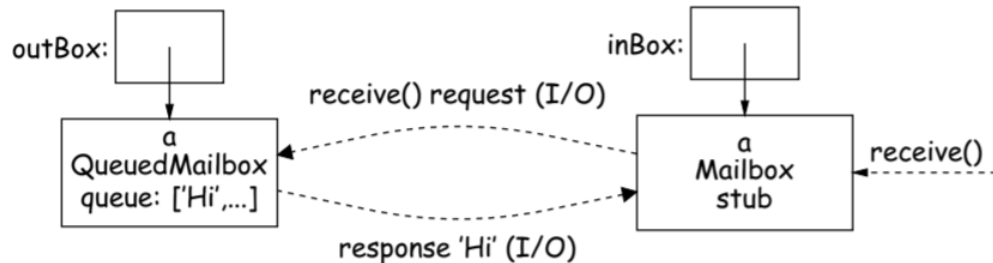 outBox:
inBox:
receive() request (I/O)
a
QueuedMailbox
queue: ['Hi',...]
a
Mailbox
stub
receive()
response 'Hi' (I/O)